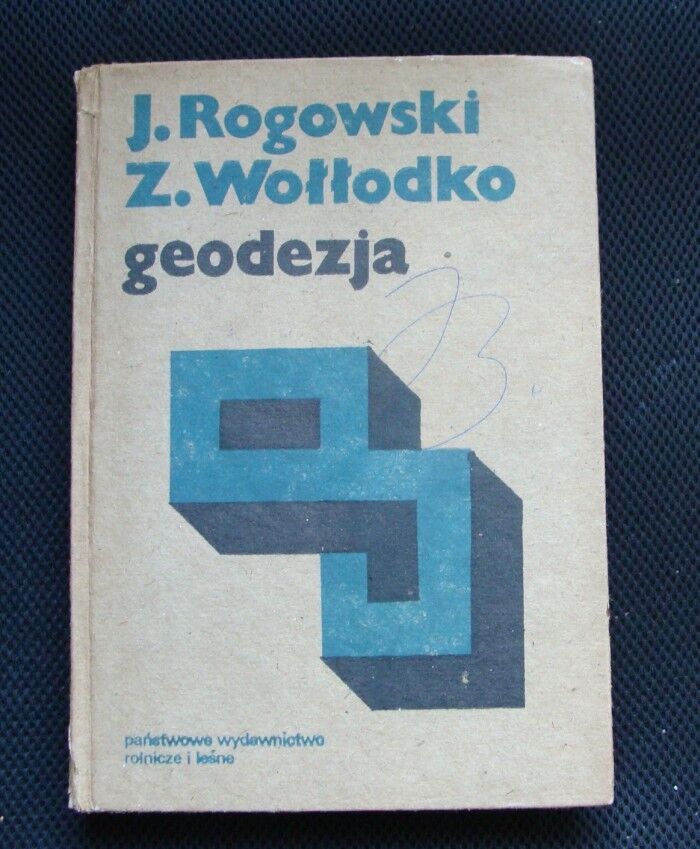 J. Rogowski
Z. Wołłodko
geodezja
państwowe wydawnictwo
rolnicze i leśne